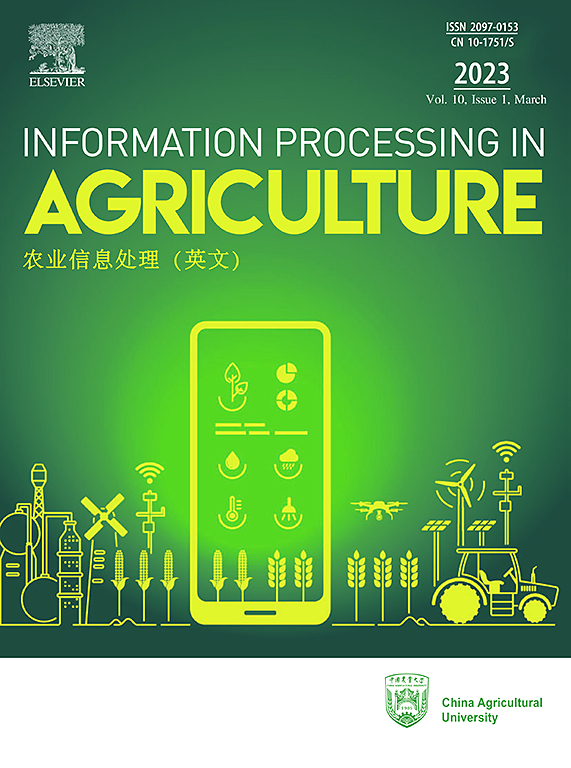 ELSEVIER
ISSN 2097-0153
CN 10-1751/S
2023
Vol. 10, Issue 1, March
INFORMATION PROCESSING IN
AGRICULTURE
农业信息处理（英文）
中国农业大学
1905
China Agricultural
University